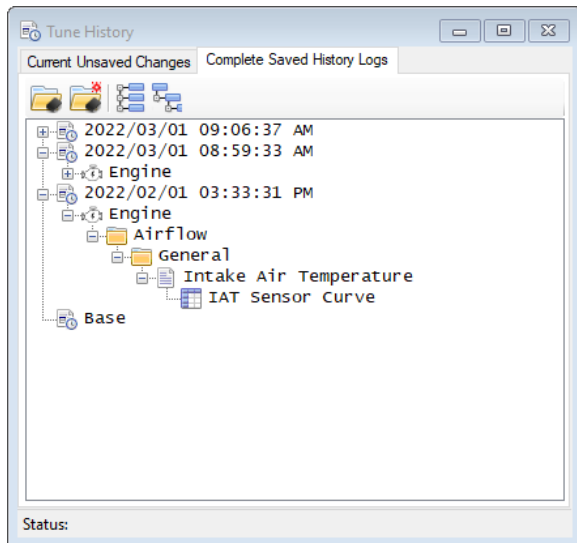 Tune History
Current Unsaved Changes
Complete Saved History Logs
2022/03/01 09:06:37 AM
2022/03/01 08:59:33 AM
Engine
2022/02/01 03:33:31 PM
Engine
Airflow
General
Intake Air Temperature
IAT Sensor Curve
Base
Status: